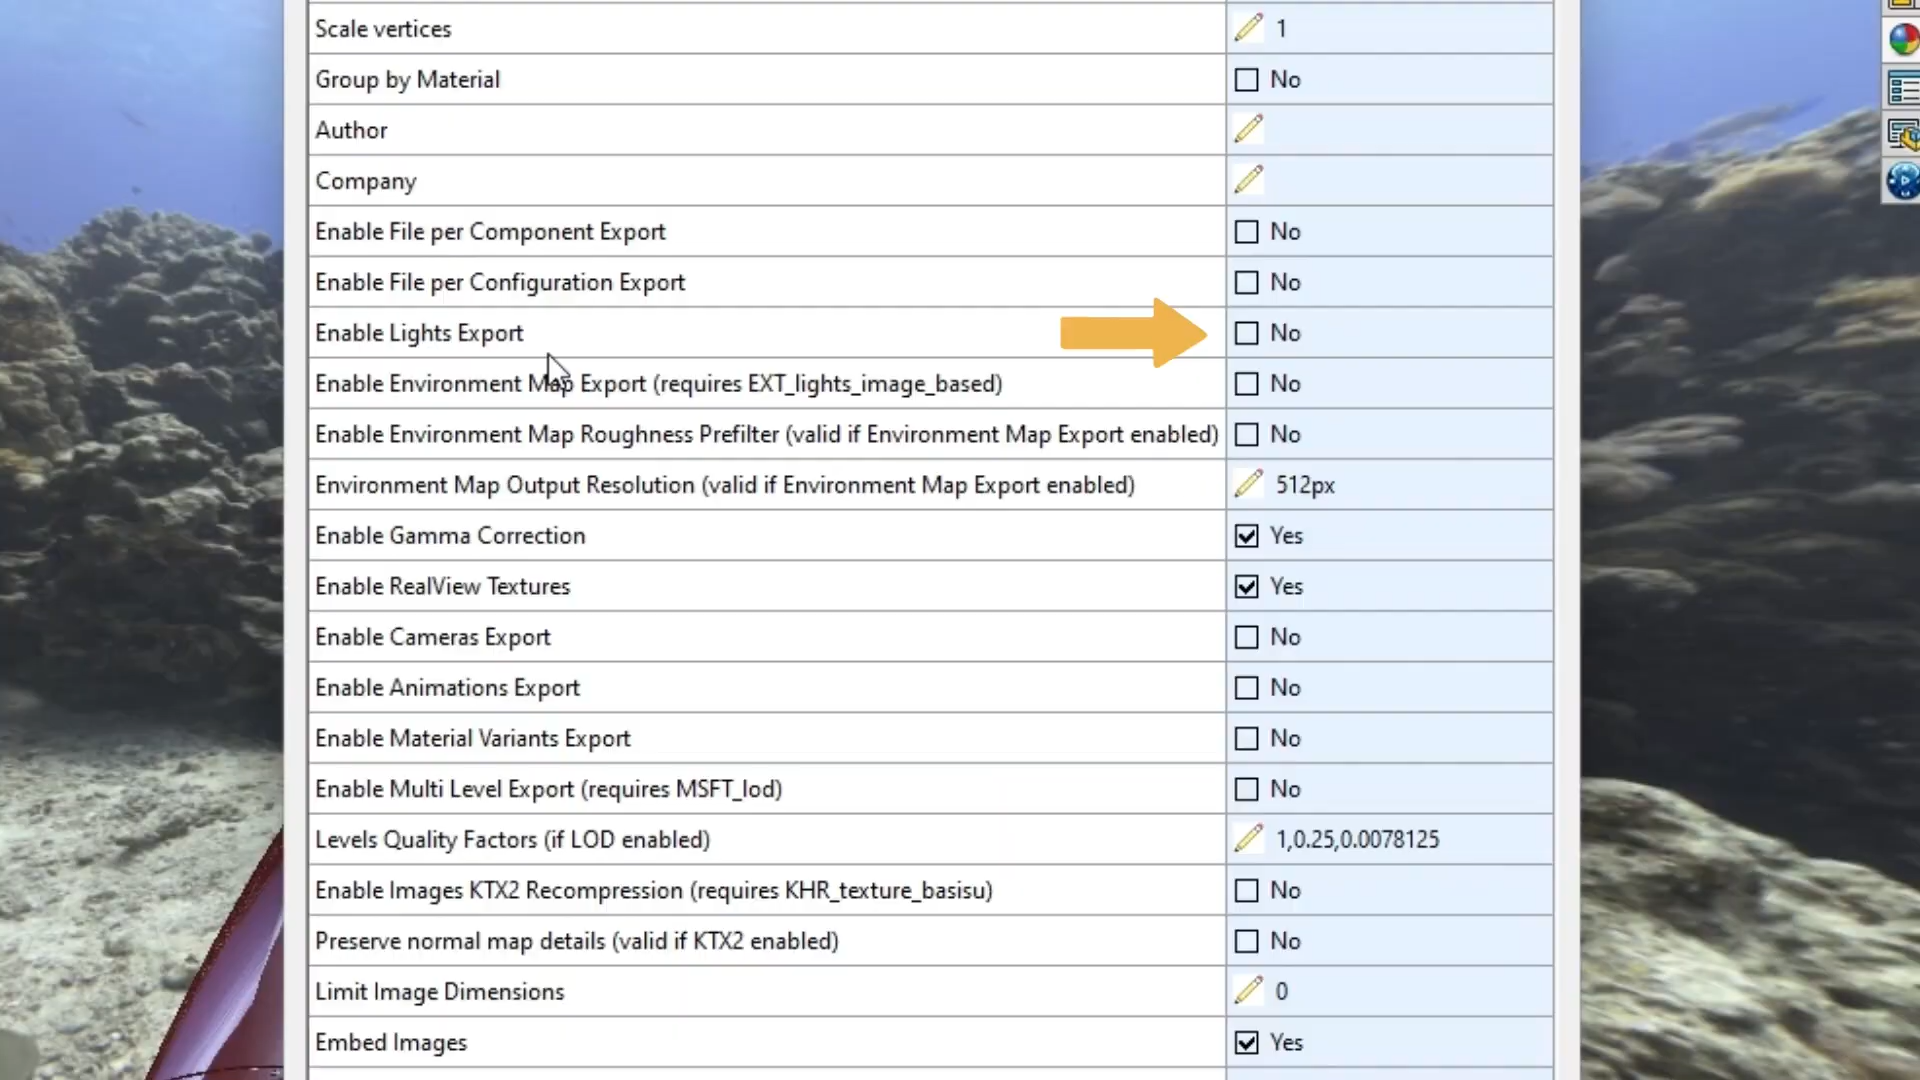 Scale vertices 1
Group by Material No
Author
Company
Enable File per Component Export No
Enable File per Configuration Export No
Enable Lights Export No
Enable Environment Map Export (requires EXT_lights_image_based) No
Enable Environment Map Roughness Prefilter (valid if Environment Map Export enabled) No
Environment Map Output Resolution (valid if Environment Map Export enabled) 512px
Enable Gamma Correction Yes
Enable RealView Textures Yes
Enable Cameras Export No
Enable Animations Export No
Enable Material Variants Export No
Enable Multi Level Export (requires MSFT_lod) No
Levels Quality Factors (if LOD enabled) 1,0.25,0.0078125
Enable Images KTX2 Recompression (requires KHR_texture_basisu) No
Preserve normal map details (valid if KTX2 enabled) No
Limit Image Dimensions 0
Embed Images Yes